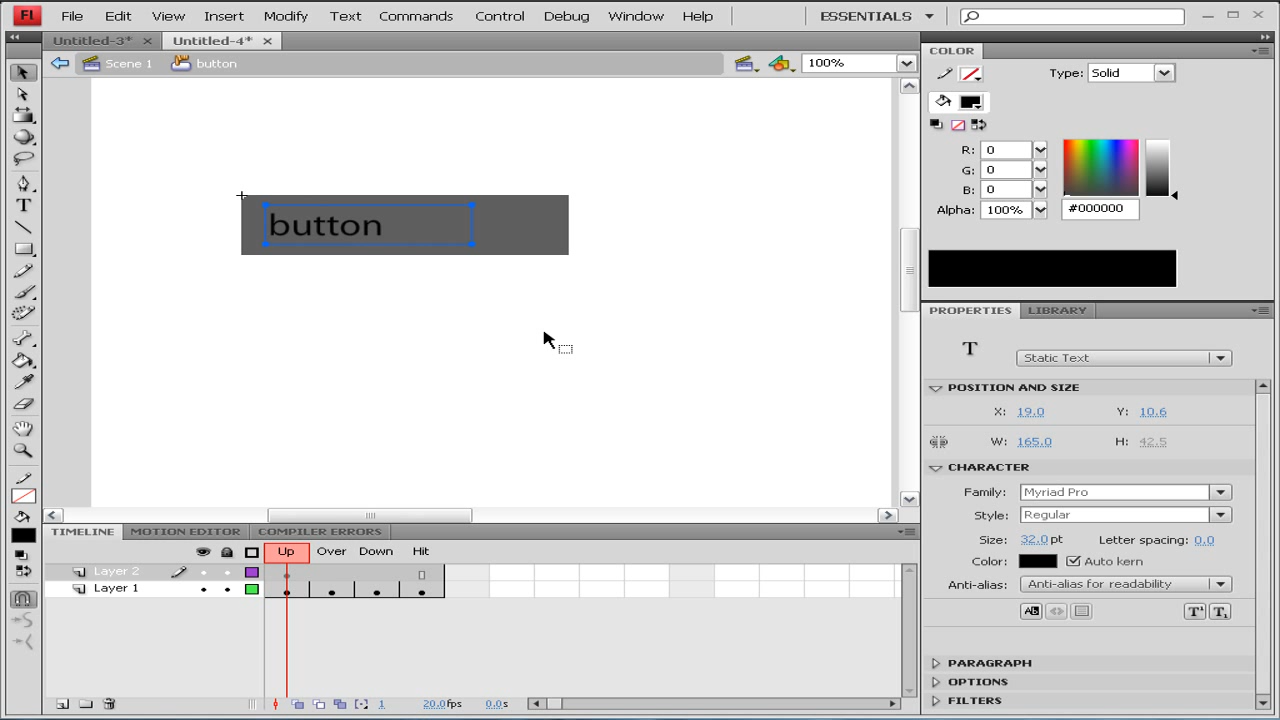 Fl File Edit View Insert Modify Text Commands Control Debug Window Help ESSENTIALS
Untitled-3* × Untitled-4* ×
Scene 1 button 100%
button
COLOR
Type: Solid
R: 0
G: 0
B: 0
Alpha: 100% #000000
PROPERTIES LIBRARY
T Static Text
POSITION AND SIZE
X: 19.0 Y: 10.6
W: 165.0 H: 42.5
CHARACTER
Family: Myriad Pro
Style: Regular
Size: 32.0 pt Letter spacing: 0.0
Color: Auto kern
Anti-alias: Anti-alias for readability
PARAGRAPH
OPTIONS
FILTERS
TIMELINE MOTION EDITOR COMPILER ERRORS
Up Over Down Hit
Layer 2
Layer 1
1 20.0fps 0.0s